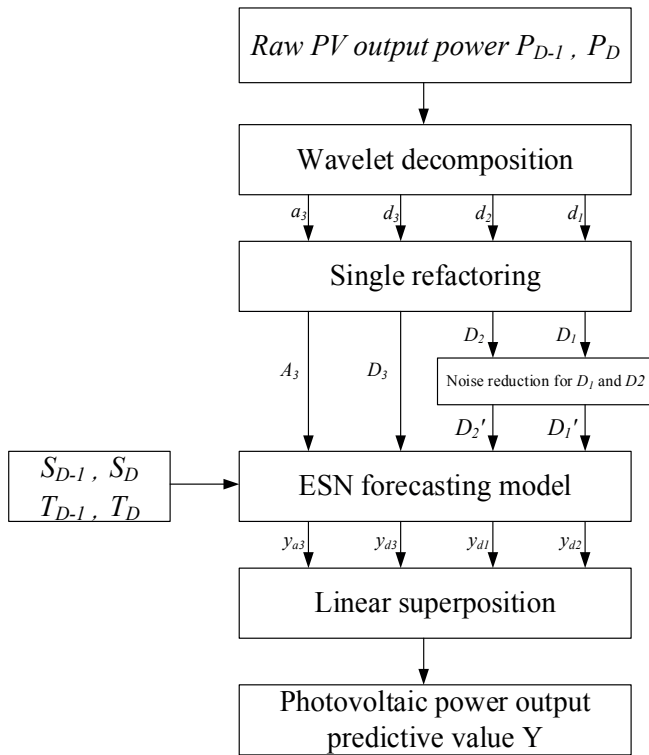 Raw PV output power P_{D-1} , P_D
Wavelet decomposition
a_3 d_3 d_2 d_1
Single refactoring
D_2 D_1
A_3 D_3
Noise reduction for D_1 and D2
D_2' D_1'
S_{D-1} , S_D
T_{D-1} , T_D
ESN forecasting model
y_{a3} y_{d3} y_{d1} y_{d2}
Linear superposition
Photovoltaic power output
predictive value Y